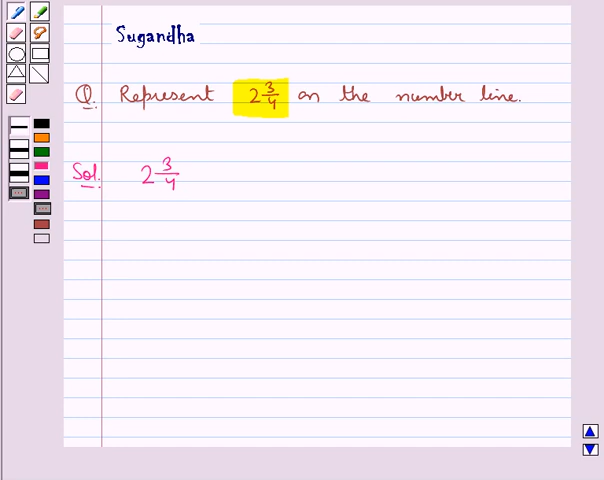 Sugandha
Q. Represent 2 3/4 on the number line.
Sol. 2 3/4